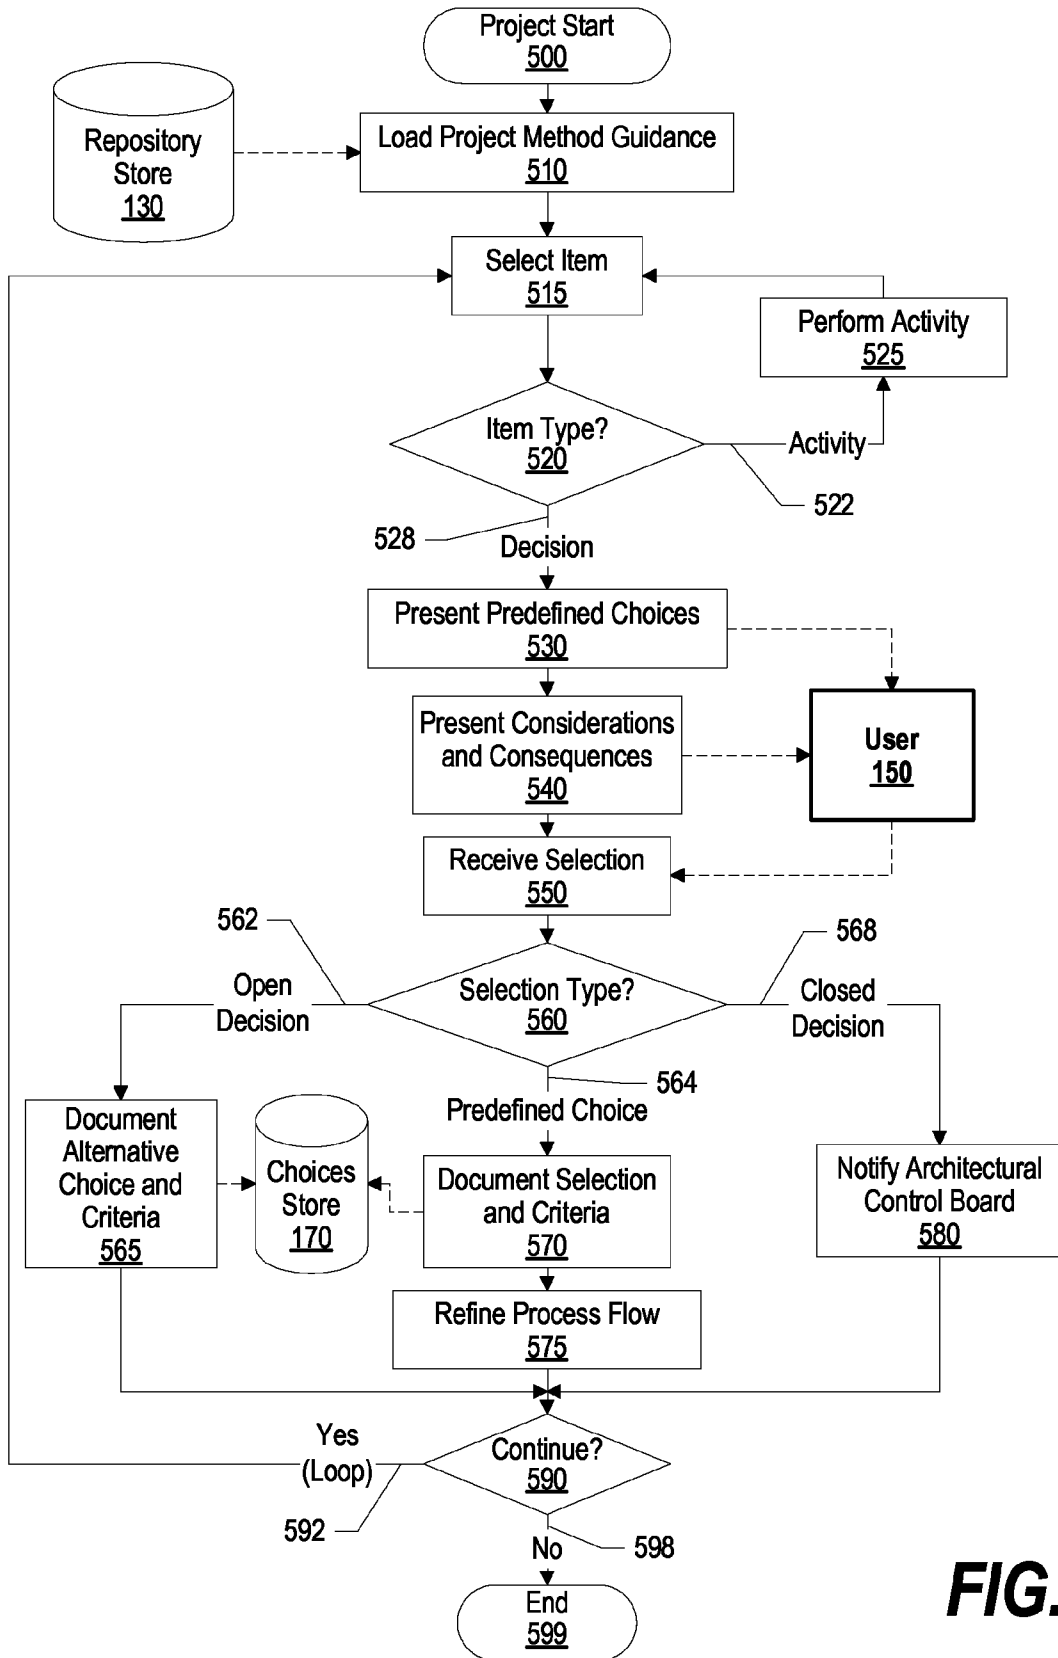 Project Start
500
Repository
Store
130
Load Project Method Guidance
510
Select Item
515
Perform Activity
525
Item Type?
520
Activity
522
528
Decision
Present Predefined Choices
530
Present Considerations
and Consequences
540
User
150
Receive Selection
550
562
568
Open
Decision
Selection Type?
560
Closed
Decision
564
Predefined Choice
Document
Alternative
Choice and
Criteria
565
Choices
Store
170
Document Selection
and Criteria
570
Notify Architectural
Control Board
580
Refine Process Flow
575
Yes
(Loop)
Continue?
590
592
598
No
End
599
FIG.